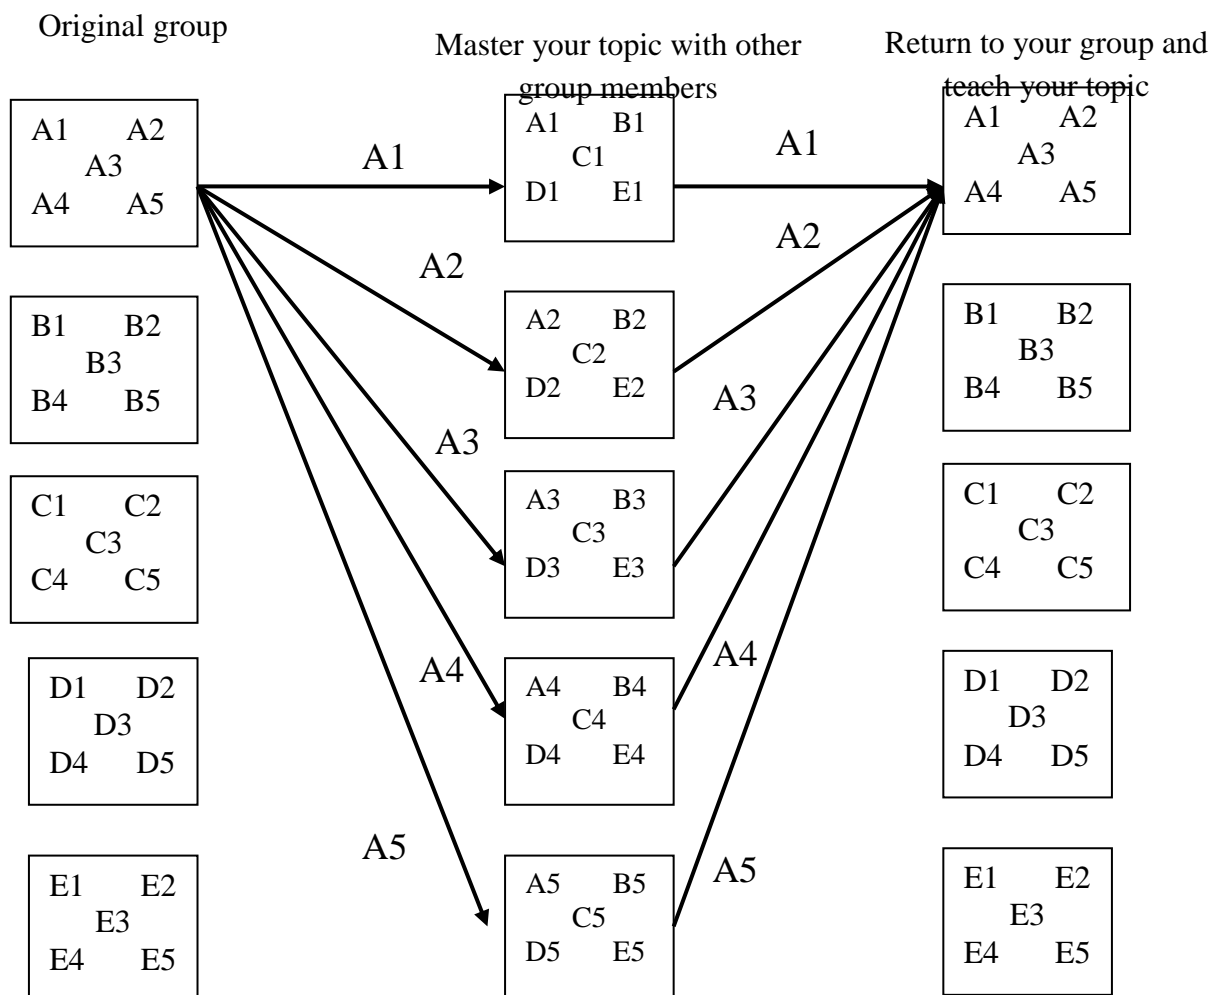 Original group
Master your topic with other
group members
Return to your group and
teach your topic
A1 A2
A3
A4 A5
B1 B2
B3
B4 B5
C1 C2
C3
C4 C5
D1 D2
D3
D4 D5
E1 E2
E3
E4 E5
A1
A2
A3
A4
A5
A1 B1
C1
D1 E1
A2 B2
C2
D2 E2
A3 B3
C3
D3 E3
A4 B4
C4
D4 E4
A5 B5
C5
D5 E5
A1
A2
A3
A4
A5
A1 A2
A3
A4 A5
B1 B2
B3
B4 B5
C1 C2
C3
C4 C5
D1 D2
D3
D4 D5
E1 E2
E3
E4 E5